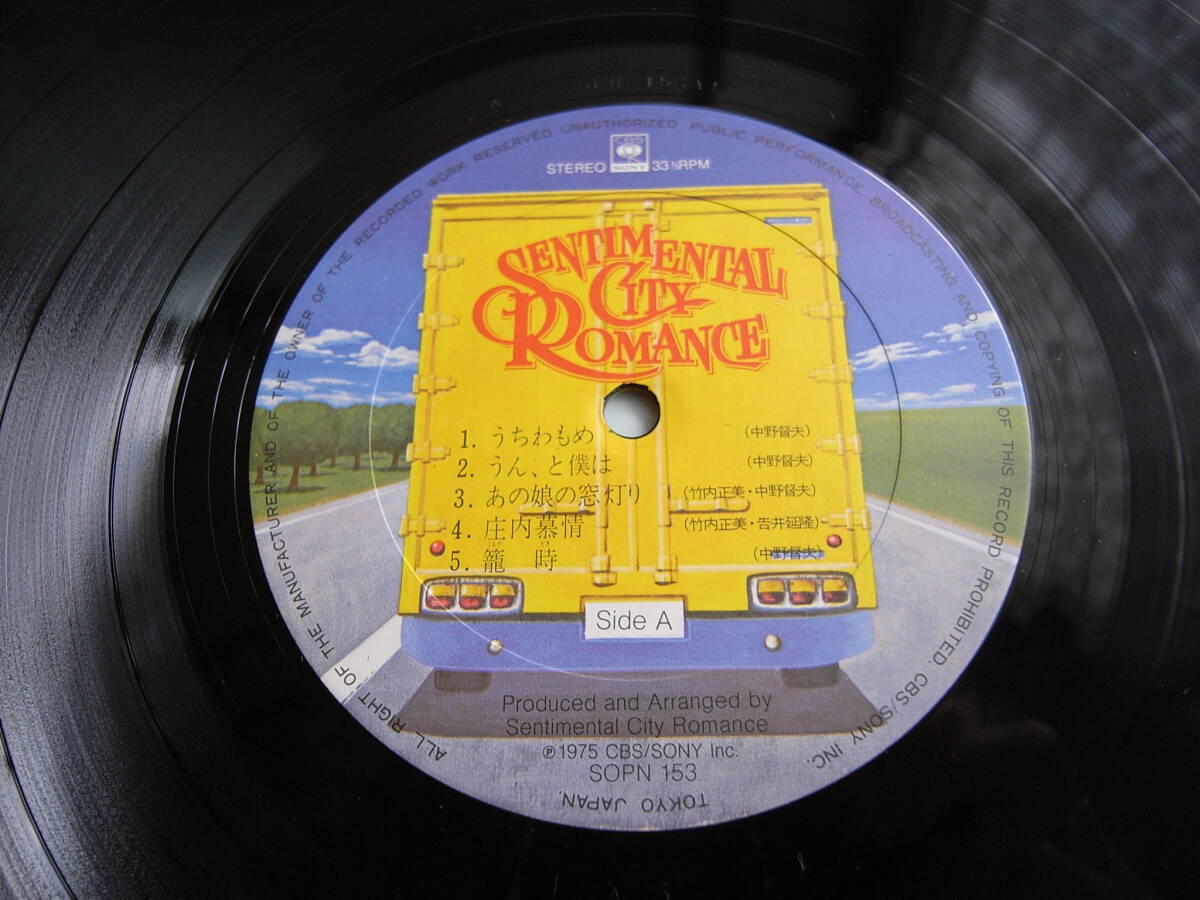 ALL RIGHT OF THE MANUFACTURER AND OF THE OWNER OF THE RECORDED WORK RESERVED UNAUTHORIZED PUBLIC PERFORMANCE BROADCASTING AND COPYING OF THIS RECORD PROHIBITED. CBS/SONY INC. TOKYO JAPAN.
CBS
SONY
STEREO 33 ⅓RPM
SENTIMENTAL
CITY
ROMANCE
1. うちわもめ (中野督夫)
2. うん、と僕は (中野督夫)
3. あの娘の窓灯り (竹内正美・中野督夫)
4. 庄内慕情 (竹内正美・告井延隆)
5. 籠時 (中野督夫)
Side A
Produced and Arranged by
Sentimental City Romance
℗1975 CBS/SONY Inc.
SOPN 153